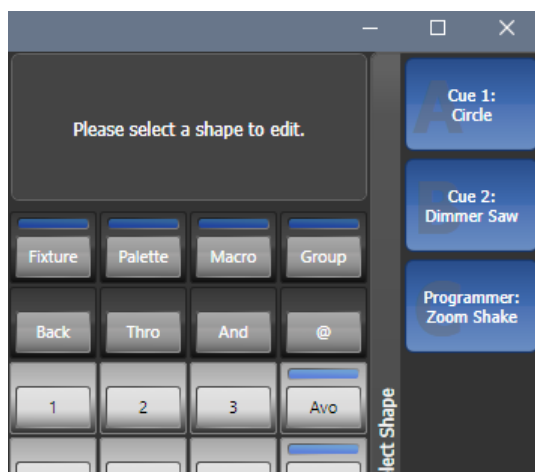 Please select a shape to edit.
A
Cue 1:
Circle
B
Cue 2:
Dimmer Saw
C
Programmer:
Zoom Shake
Fixture
Palette
Macro
Group
Back
Thro
And
@
1
2
3
Avo
lect Shape